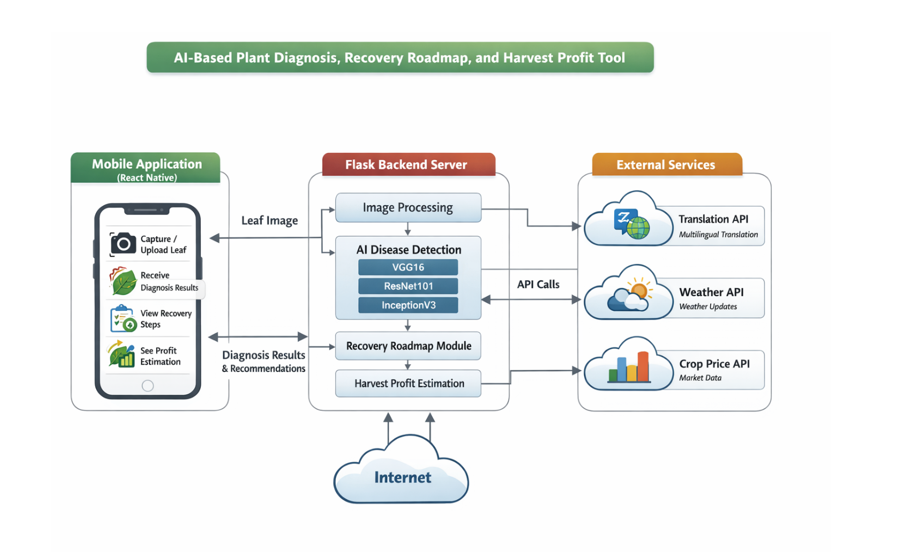 AI-Based Plant Diagnosis, Recovery Roadmap, and Harvest Profit Tool
Mobile Application
(React Native)
Capture /
Upload Leaf
Receive
Diagnosis Results
View Recovery
Steps
See Profit
Estimation
Leaf Image
Diagnosis Results
& Recommendations
Flask Backend Server
Image Processing
AI Disease Detection
VGG16
ResNet101
InceptionV3
Recovery Roadmap Module
Harvest Profit Estimation
Internet
API Calls
External Services
Translation API
Multilingual Translation
Weather API
Weather Updates
Crop Price API
Market Data